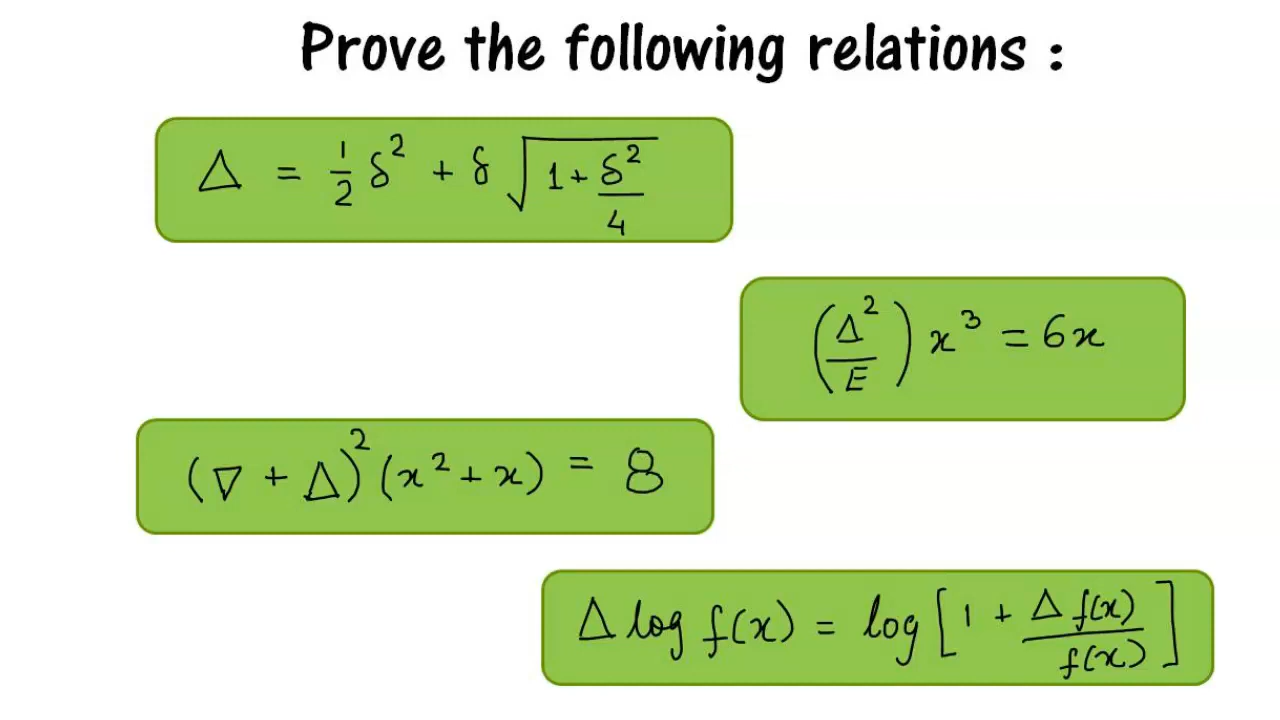 Prove the following relations :
Δ = 1/2 δ² + δ √(1 + δ²/4)
(Δ²/E) x³ = 6x
(∇ + Δ)² (x² + x) = 8
Δ log f(x) = log [1 + Δ f(x)/f(x)]